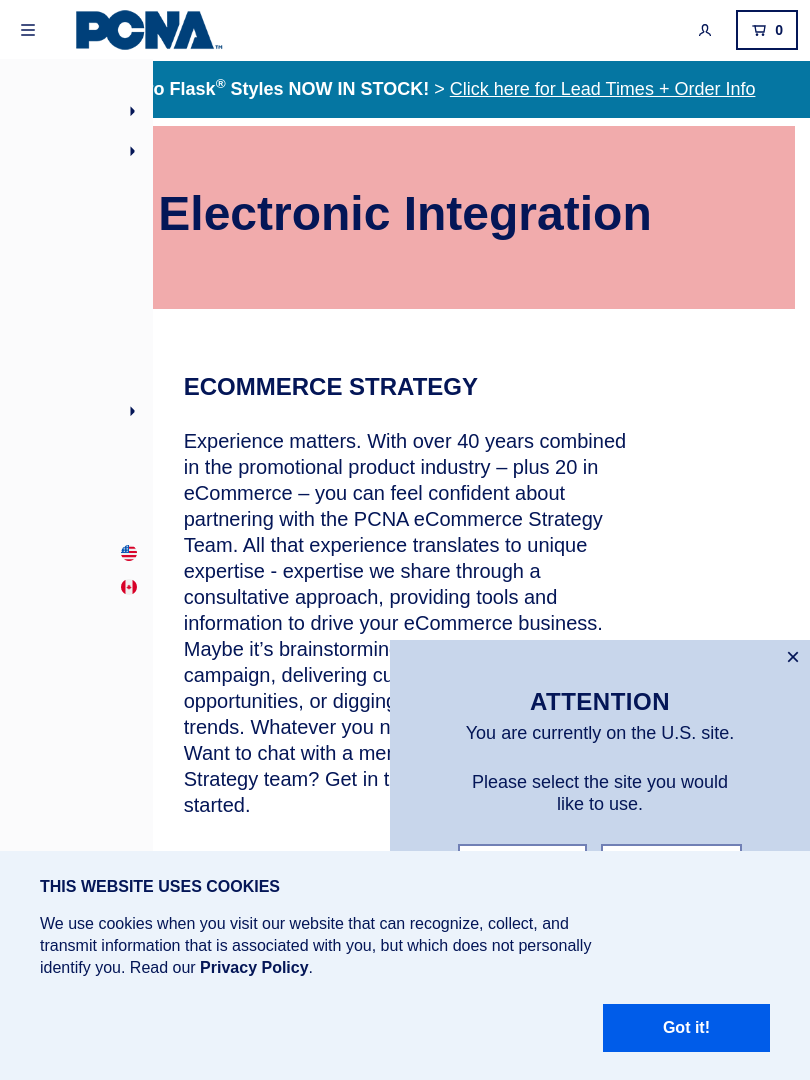 PCNA™
0
o Flask® Styles NOW IN STOCK! > Click here for Lead Times + Order Info
Electronic Integration
ECOMMERCE STRATEGY
Experience matters. With over 40 years combined
in the promotional product industry – plus 20 in
eCommerce – you can feel confident about
partnering with the PCNA eCommerce Strategy
Team. All that experience translates to unique
expertise - expertise we share through a
consultative approach, providing tools and
information to drive your eCommerce business.
Maybe it’s brainstormin
campaign, delivering cu
opportunities, or digging
trends. Whatever you n
Want to chat with a me
Strategy team? Get in t
started.
ATTENTION
You are currently on the U.S. site.
Please select the site you would
like to use.
THIS WEBSITE USES COOKIES
We use cookies when you visit our website that can recognize, collect, and
transmit information that is associated with you, but which does not personally
identify you. Read our Privacy Policy.
Got it!